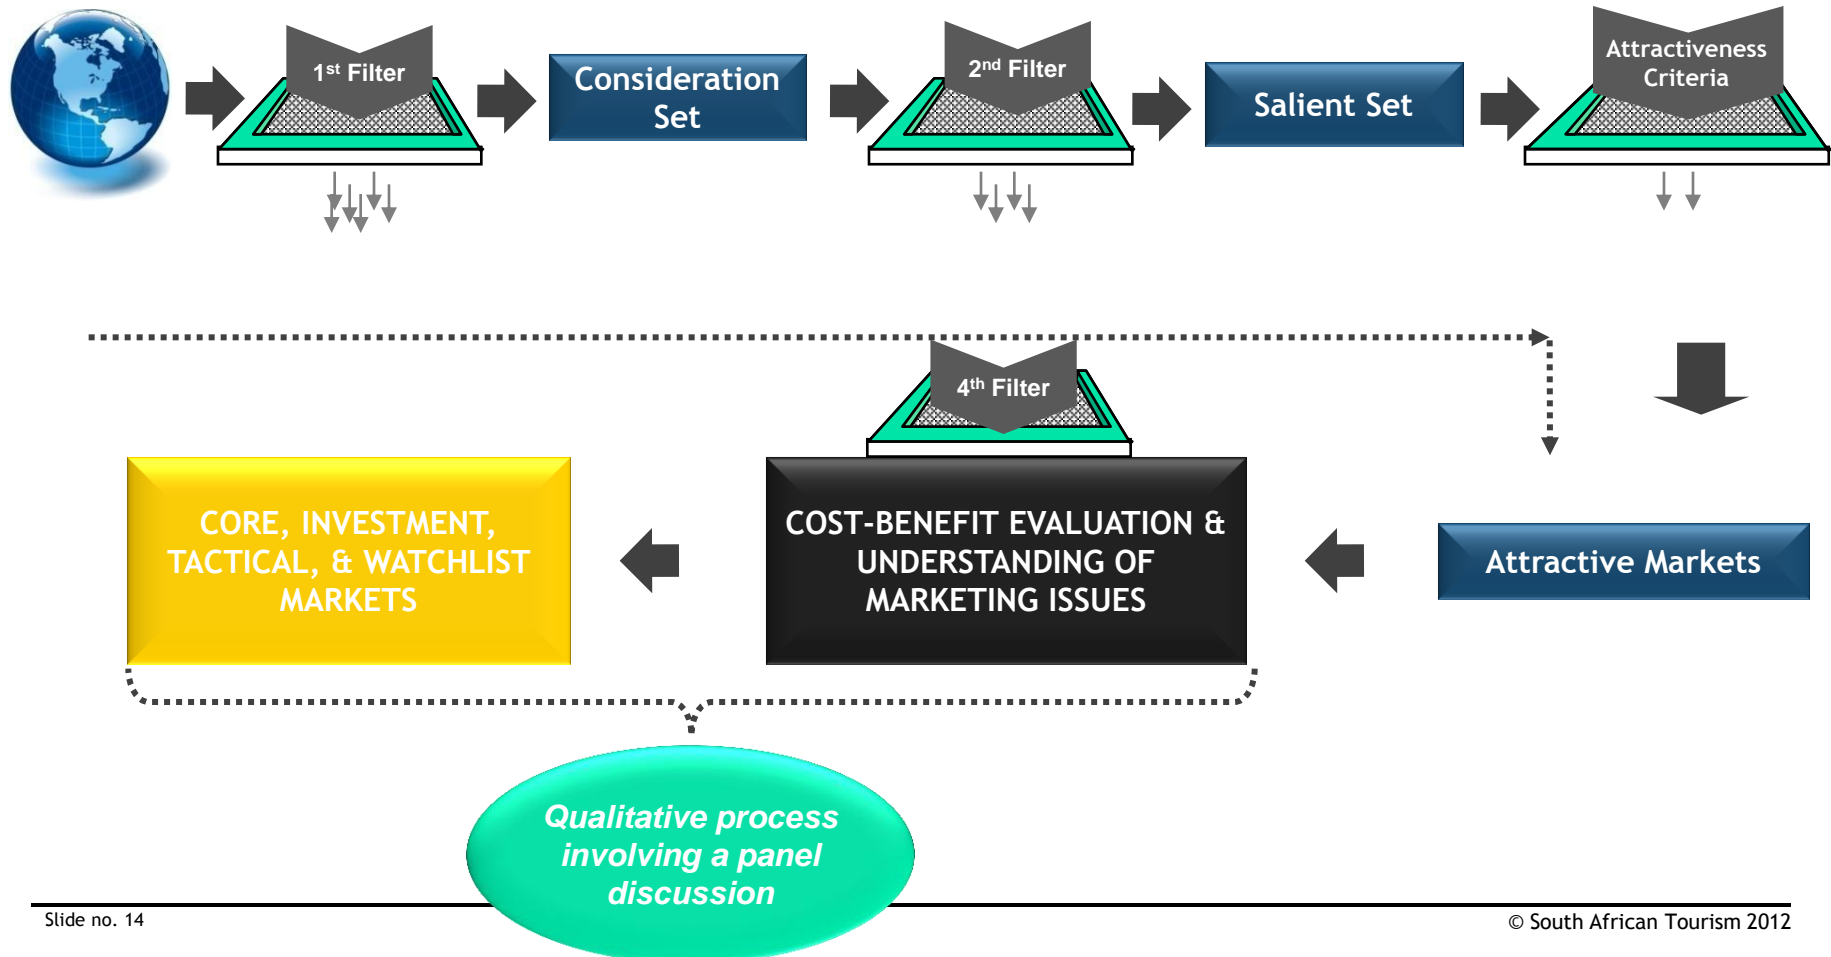 1st Filter
Consideration
Set
2nd Filter
Salient Set
Attractiveness
Criteria
4th Filter
CORE, INVESTMENT,
TACTICAL, & WATCHLIST
MARKETS
COST-BENEFIT EVALUATION &
UNDERSTANDING OF
MARKETING ISSUES
Attractive Markets
Qualitative process
involving a panel
discussion
Slide no. 14
© South African Tourism 2012